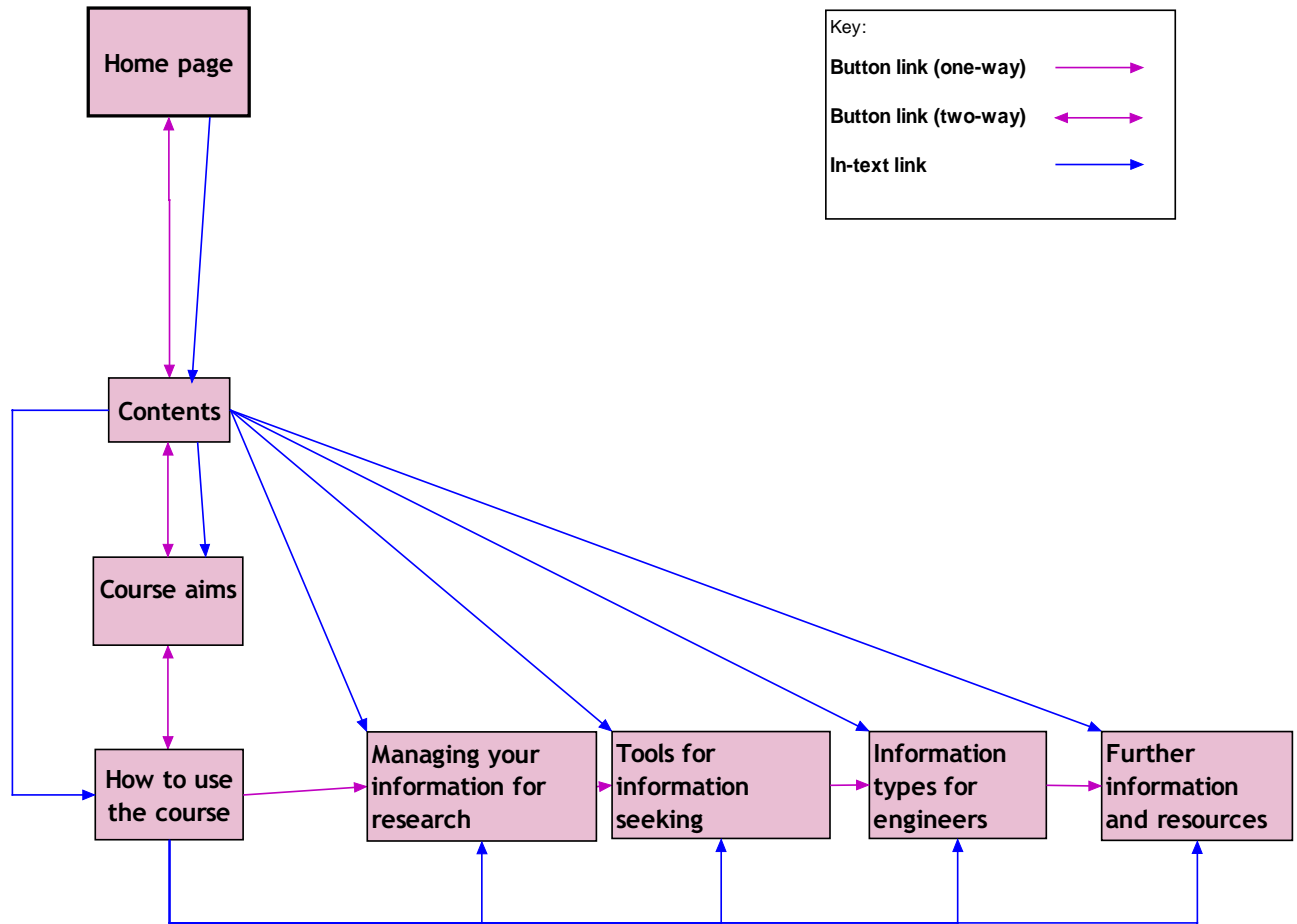 Home page
Key:
Button link (one-way)
Button link (two-way)
In-text link
Contents
Course aims
How to use
the course
Managing your
information for
research
Tools for
information
seeking
Information
types for
engineers
Further
information
and resources